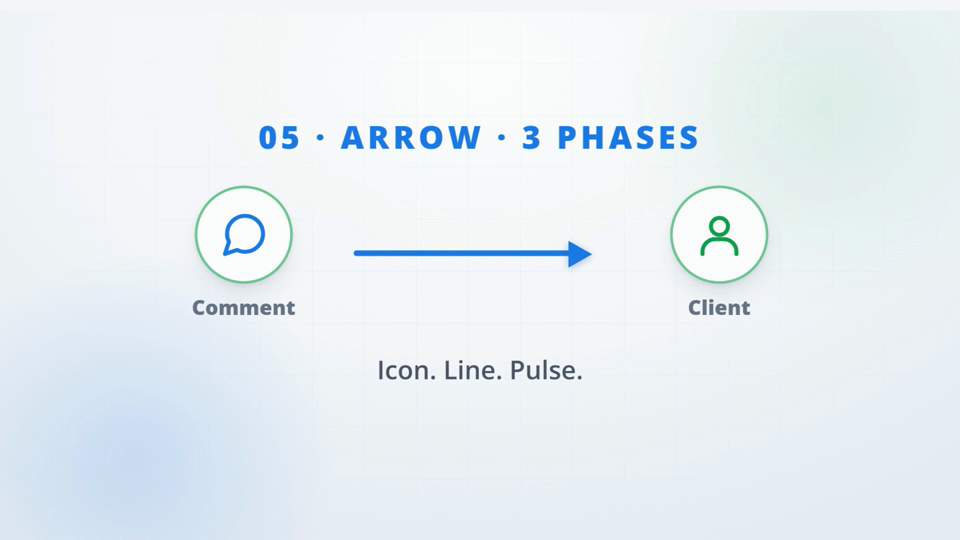 05 · ARROW · 3 PHASES
Comment
Client
Icon. Line. Pulse.